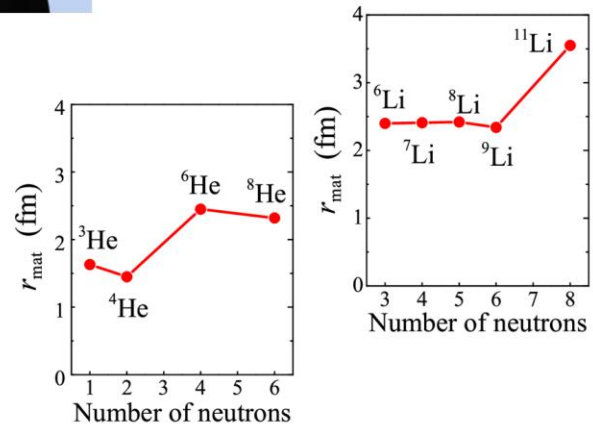 4
3
2
1
0
r_mat (fm)
³He
⁴He
⁶He
⁸He
1 2 3 4 5 6
Number of neutrons
4
3
2
1
0
r_mat (fm)
⁶Li
⁷Li
⁸Li
⁹Li
¹¹Li
3 4 5 6 7 8
Number of neutrons